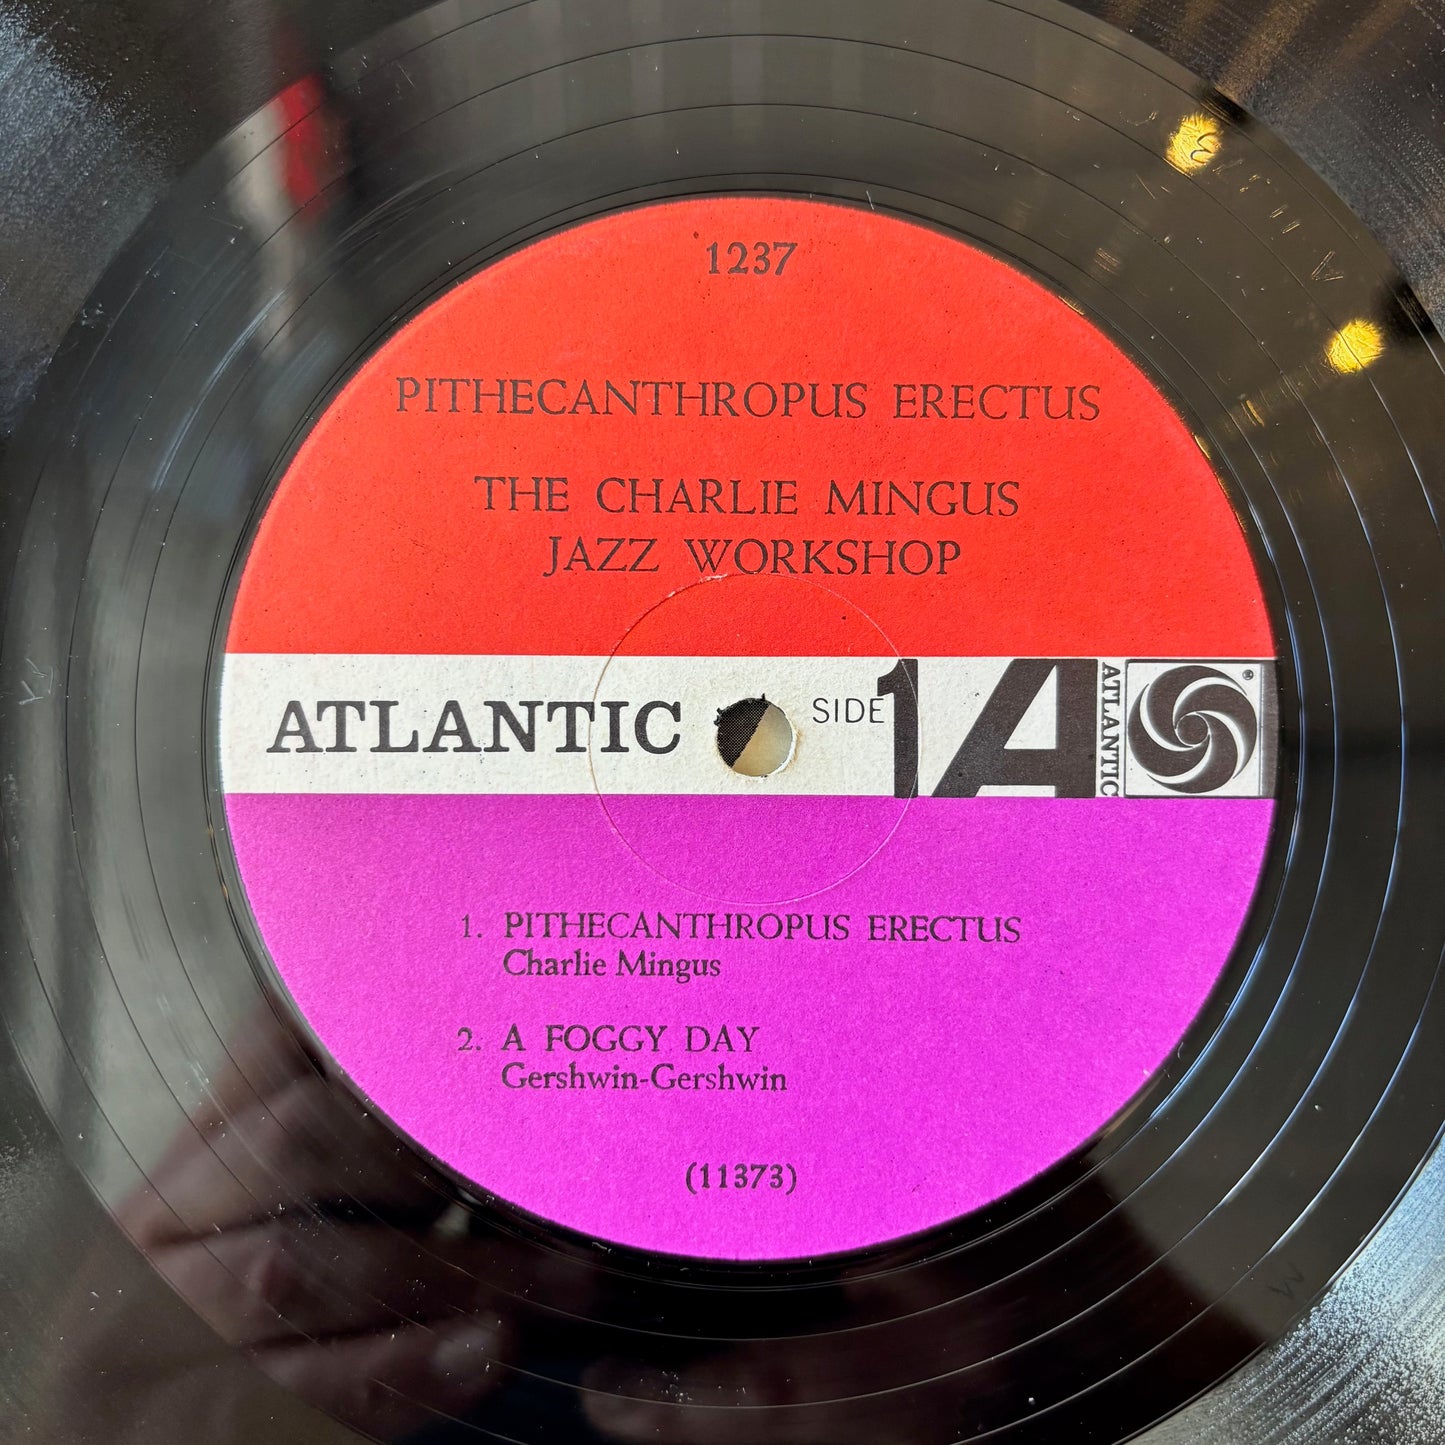 1237
PITHECANTHROPUS ERECTUS
THE CHARLIE MINGUS
JAZZ WORKSHOP
ATLANTIC SIDE 1 A ATLANTIC ®
1. PITHECANTHROPUS ERECTUS
Charlie Mingus
2. A FOGGY DAY
Gershwin-Gershwin
(11373)